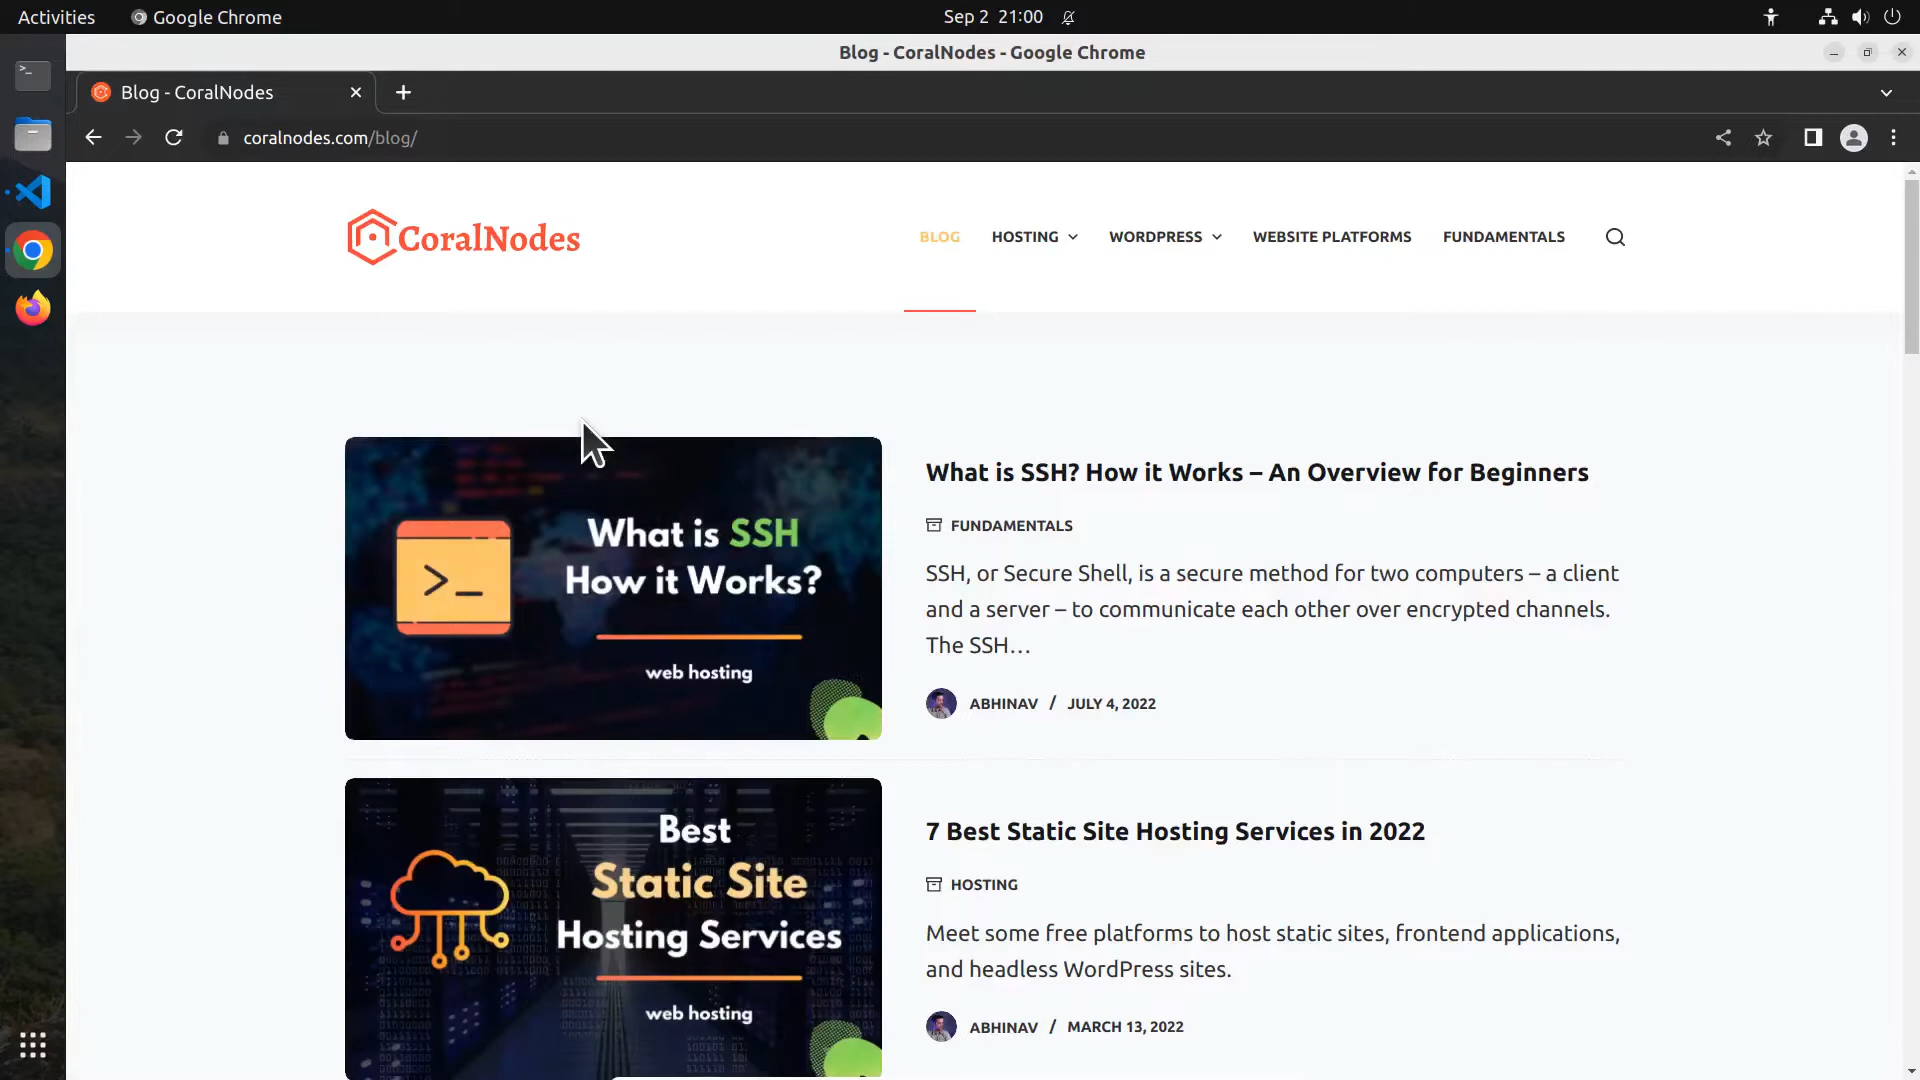 Activities
Google Chrome
Sep 2 21:00
Blog - CoralNodes - Google Chrome
Blog - CoralNodes
coralnodes.com/blog/
CoralNodes
BLOG
HOSTING
WORDPRESS
WEBSITE PLATFORMS
FUNDAMENTALS
What is SSH
How it Works?
>_
web hosting
What is SSH? How it Works – An Overview for Beginners
FUNDAMENTALS
SSH, or Secure Shell, is a secure method for two computers – a client
and a server – to communicate each other over encrypted channels.
The SSH…
ABHINAV / JULY 4, 2022
Best
Static Site
Hosting Services
web hosting
7 Best Static Site Hosting Services in 2022
HOSTING
Meet some free platforms to host static sites, frontend applications,
and headless WordPress sites.
ABHINAV / MARCH 13, 2022